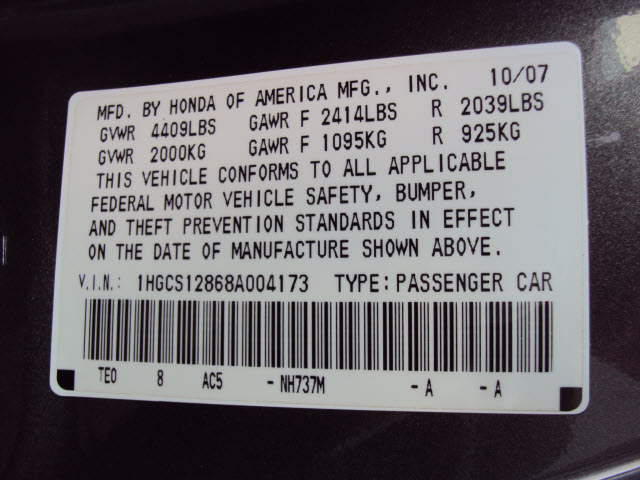 MFD. BY HONDA OF AMERICA MFG., INC. 10/07
GVWR 4409LBS GAWR F 2414LBS R 2039LBS
GVWR 2000KG GAWR F 1095KG R 925KG
THIS VEHICLE CONFORMS TO ALL APPLICABLE
FEDERAL MOTOR VEHICLE SAFETY, BUMPER,
AND THEFT PREVENTION STANDARDS IN EFFECT
ON THE DATE OF MANUFACTURE SHOWN ABOVE.
V.I.N.: 1HGCS12868A004173 TYPE: PASSENGER CAR
TE0 8 AC5 - NH737M - A - A